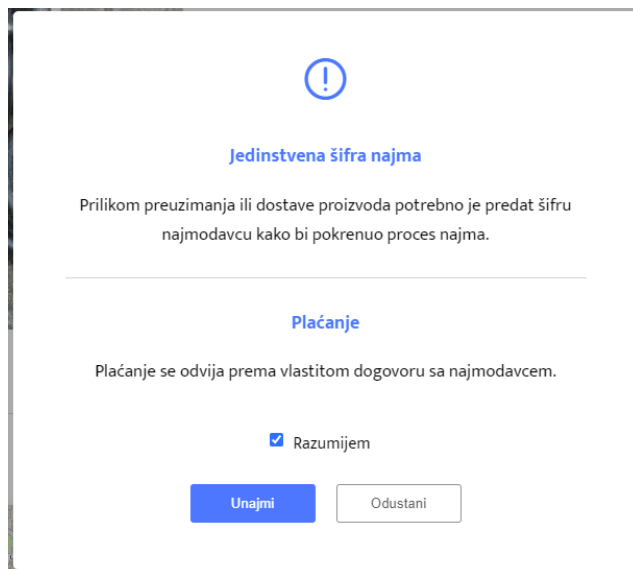 Jedinstvena šifra najma
Prilikom preuzimanja ili dostave proizvoda potrebno je predat šifru
najmodavcu kako bi pokrenuo proces najma.
Plaćanje
Plaćanje se odvija prema vlastitom dogovoru sa najmodavcem.
Razumijem
Unajmi
Odustani